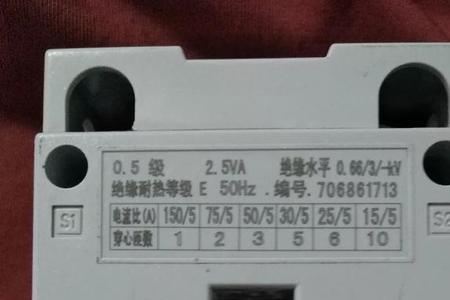 0.5 级 2.5VA 绝缘水平 0.66/3/-kV
绝缘耐热等级 E 50Hz. 编号. 706861713
S1 电流比(A) 150/5 75/5 50/5 30/5 25/5 15/5 S2
穿心匝数 1 2 3 5 6 10